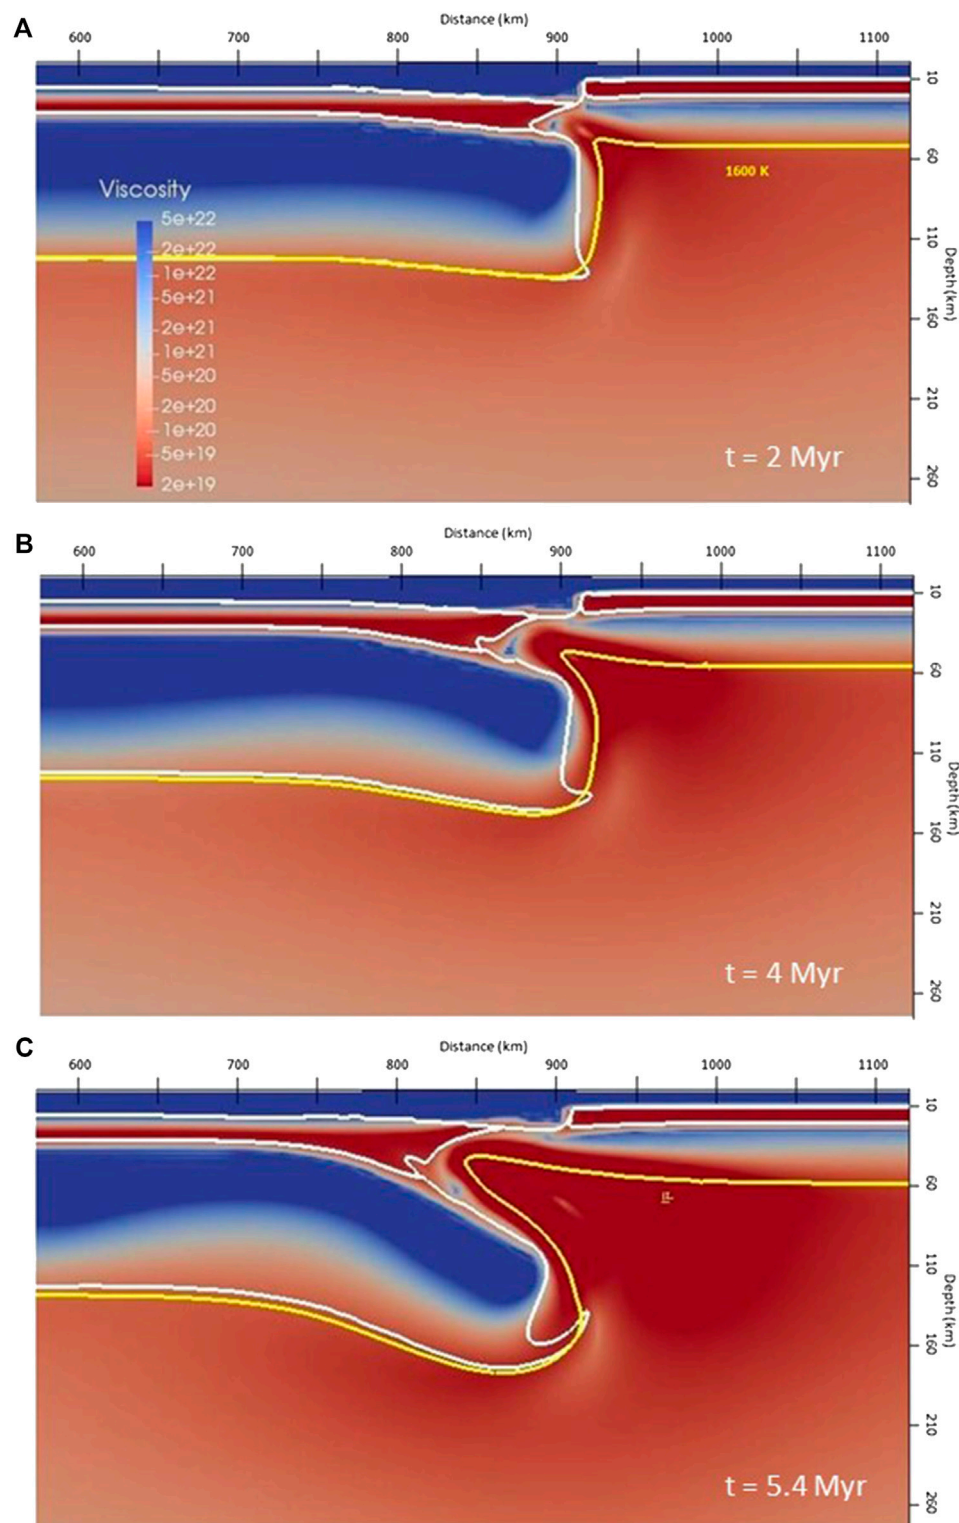 A
Distance (km)
600 700 800 900 1000 1100
10
60
110
160
210
260
Depth (km)
1600 K
Viscosity
5e+22
2e+22
1e+22
5e+21
2e+21
1e+21
5e+20
2e+20
1e+20
5e+19
2e+19
t = 2 Myr
B
Distance (km)
600 700 800 900 1000 1100
10
60
110
160
210
260
Depth (km)
t = 4 Myr
C
Distance (km)
600 700 800 900 1000 1100
10
60
110
160
210
260
Depth (km)
t = 5.4 Myr